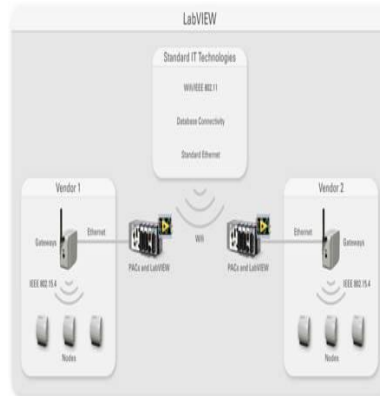 LabVIEW
Standard IT Technologies
Wifi/IEEE 802.11
Database Connectivity
Standard Ethernet
Vendor 1
Ethernet
Gateways
IEEE 802.15.4
Nodes
PACs and LabVIEW
Wifi
PACs and LabVIEW
Vendor 2
Ethernet
Gateways
IEEE 802.15.4
Nodes